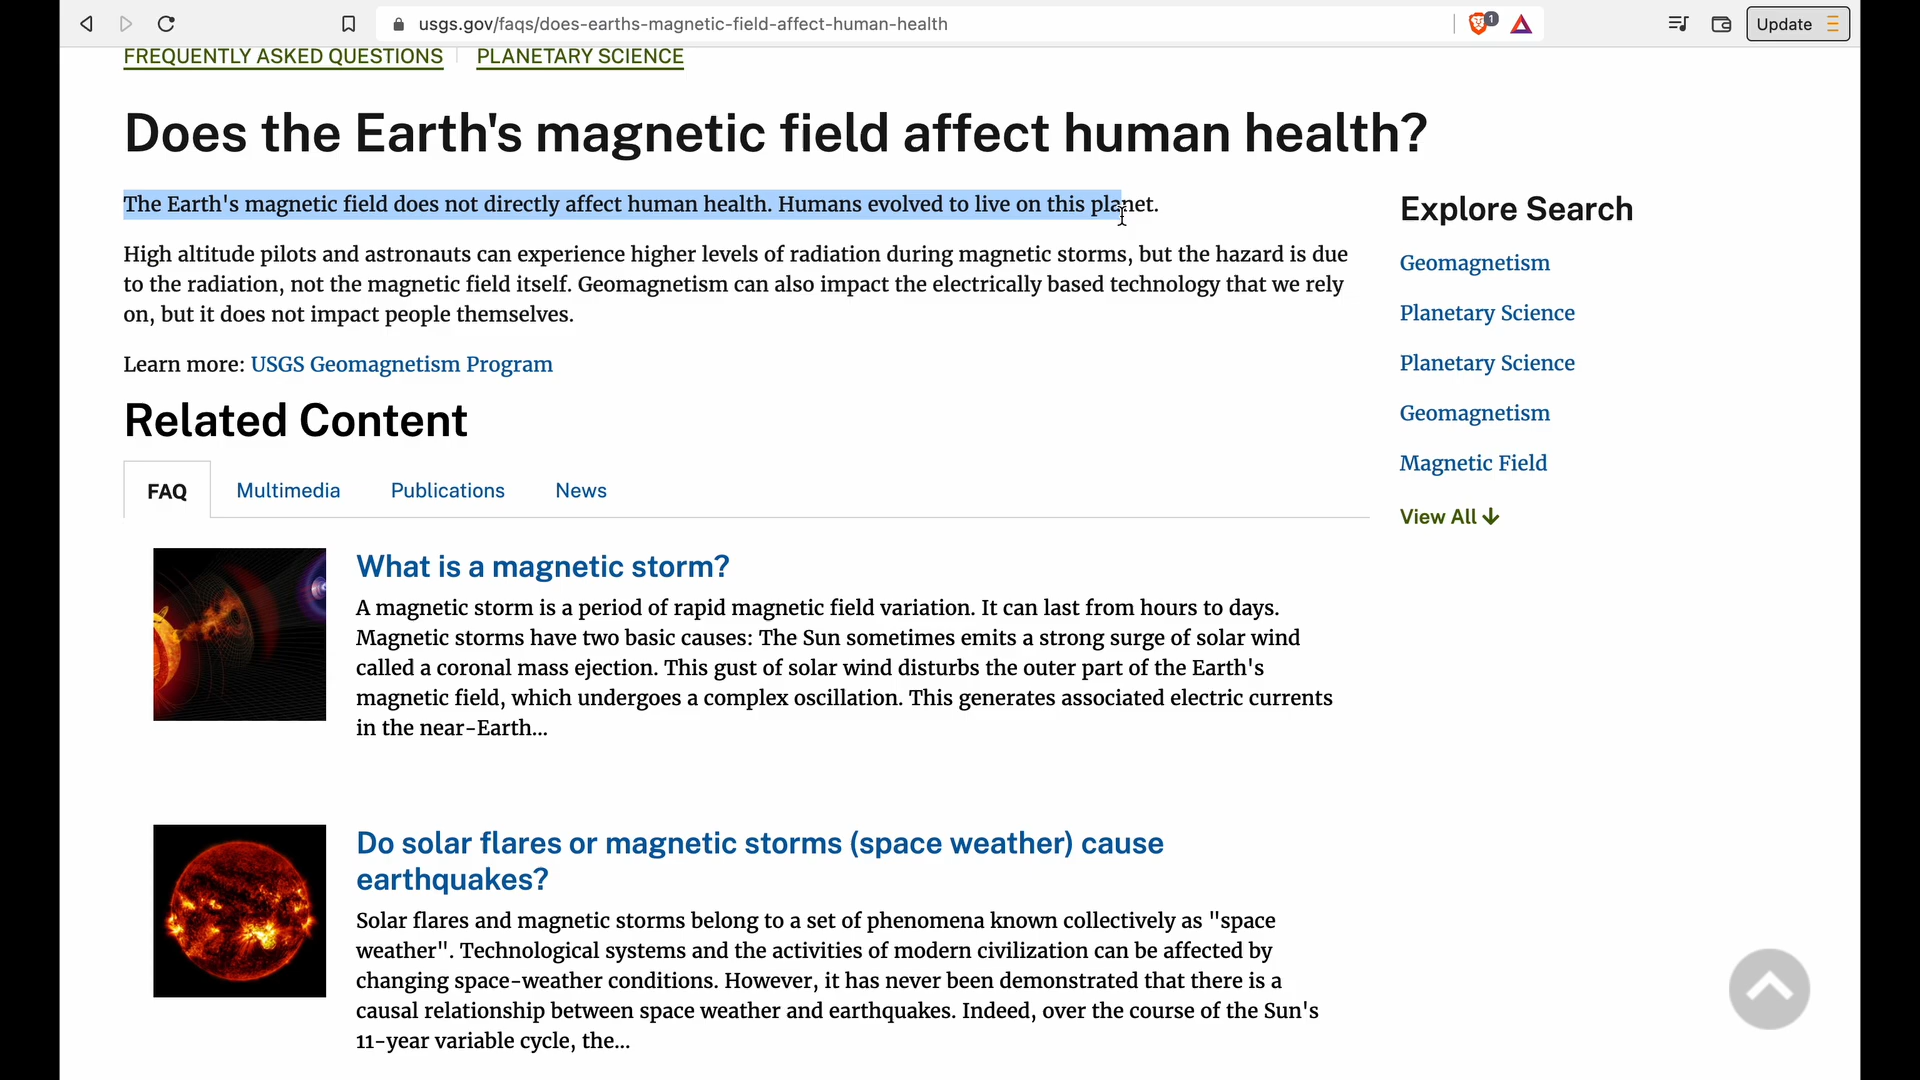 usgs.gov/faqs/does-earths-magnetic-field-affect-human-health
1
Update
FREQUENTLY ASKED QUESTIONS
PLANETARY SCIENCE
Does the Earth's magnetic field affect human health?
The Earth's magnetic field does not directly affect human health. Humans evolved to live on this planet.
High altitude pilots and astronauts can experience higher levels of radiation during magnetic storms, but the hazard is due
to the radiation, not the magnetic field itself. Geomagnetism can also impact the electrically based technology that we rely
on, but it does not impact people themselves.
Learn more: USGS Geomagnetism Program
Related Content
FAQ
Multimedia
Publications
News
What is a magnetic storm?
A magnetic storm is a period of rapid magnetic field variation. It can last from hours to days.
Magnetic storms have two basic causes: The Sun sometimes emits a strong surge of solar wind
called a coronal mass ejection. This gust of solar wind disturbs the outer part of the Earth's
magnetic field, which undergoes a complex oscillation. This generates associated electric currents
in the near-Earth...
Do solar flares or magnetic storms (space weather) cause
earthquakes?
Solar flares and magnetic storms belong to a set of phenomena known collectively as "space
weather". Technological systems and the activities of modern civilization can be affected by
changing space-weather conditions. However, it has never been demonstrated that there is a
causal relationship between space weather and earthquakes. Indeed, over the course of the Sun's
11-year variable cycle, the...
Explore Search
Geomagnetism
Planetary Science
Planetary Science
Geomagnetism
Magnetic Field
View All